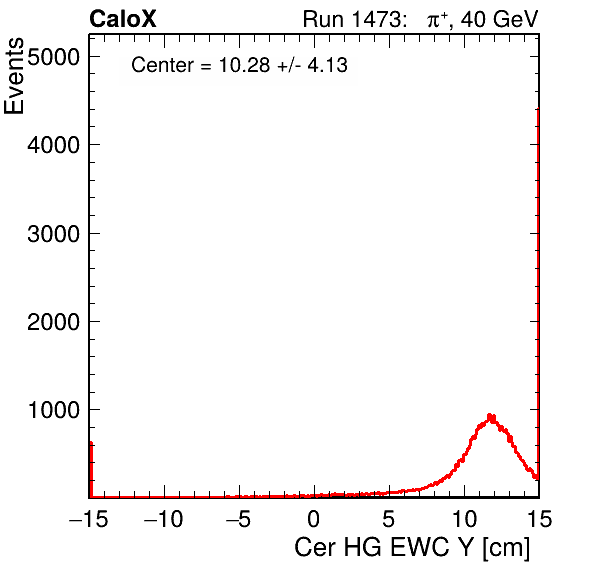 CaloX
Run 1473: π⁺, 40 GeV
Events
Center = 10.28 +/- 4.13
5000
4000
3000
2000
1000
−15 −10 −5 0 5 10 15
Cer HG EWC Y [cm]